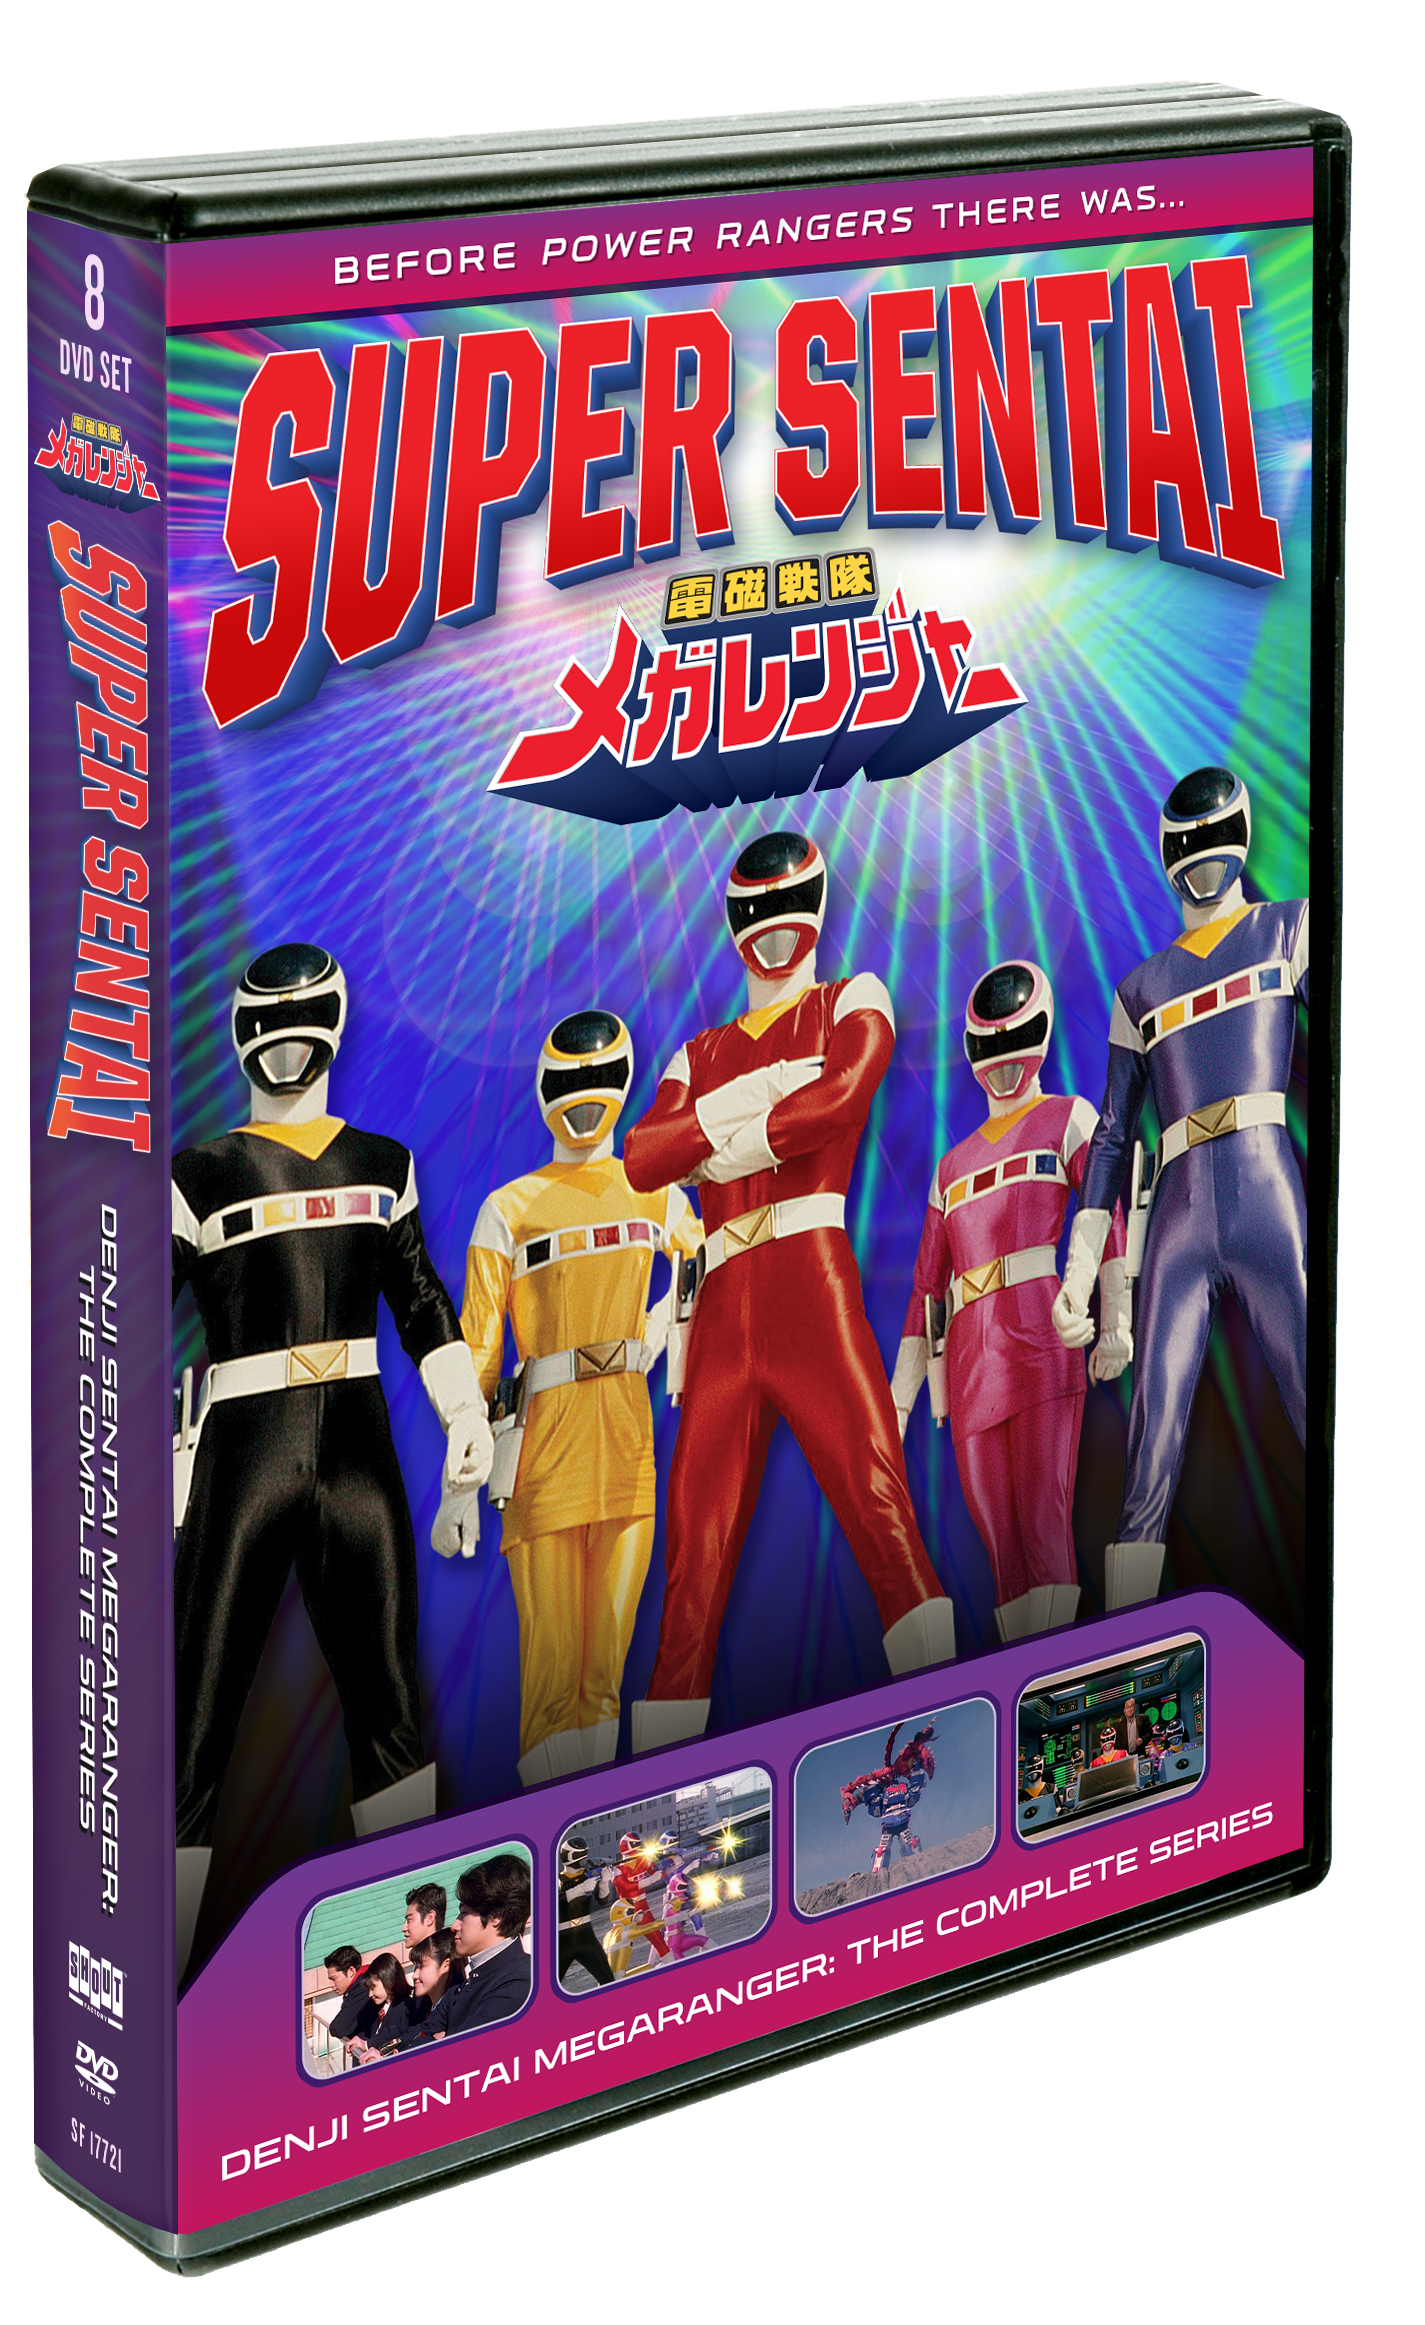 BEFORE POWER RANGERS THERE WAS...
SUPER SENTAI
電磁戦隊
メガレンジャー
DENJI SENTAI MEGARANGER: THE COMPLETE SERIES
8
DVD SET
電磁戦隊
メガレンジャー
SUPER SENTAI
DENJI SENTAI MEGARANGER:
THE COMPLETE SERIES
SHOUT
FACTORY
DVD
VIDEO
SF 17721